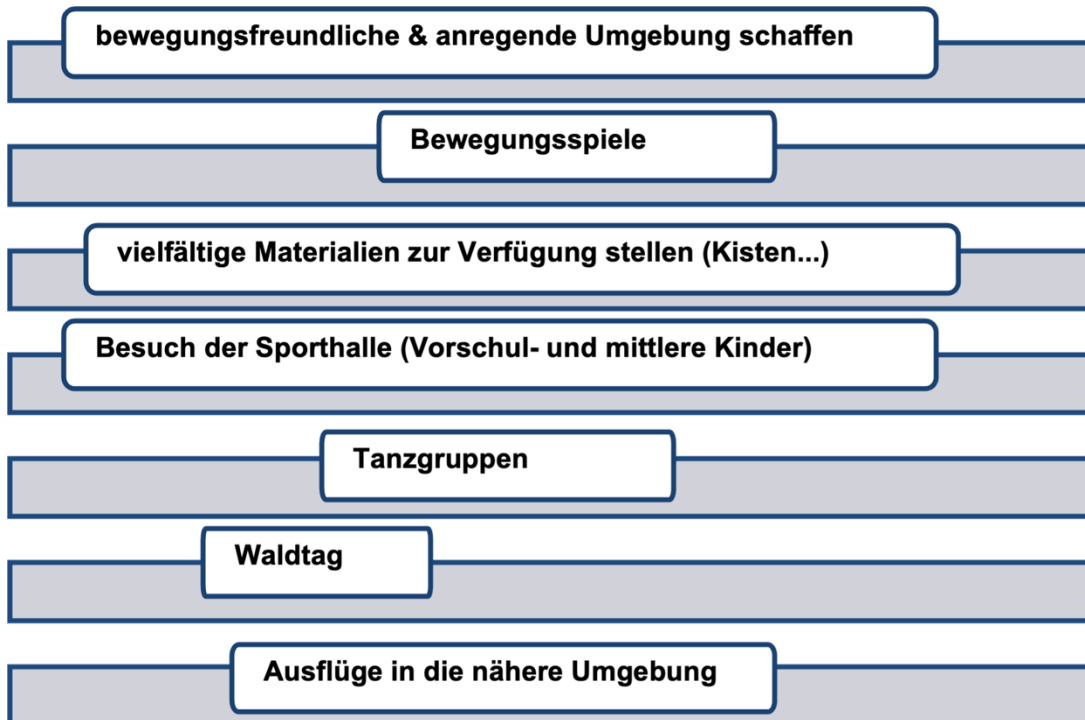 bewegungsfreundliche & anregende Umgebung schaffen
Bewegungsspiele
vielfältige Materialien zur Verfügung stellen (Kisten...)
Besuch der Sporthalle (Vorschul- und mittlere Kinder)
Tanzgruppen
Waldtag
Ausflüge in die nähere Umgebung